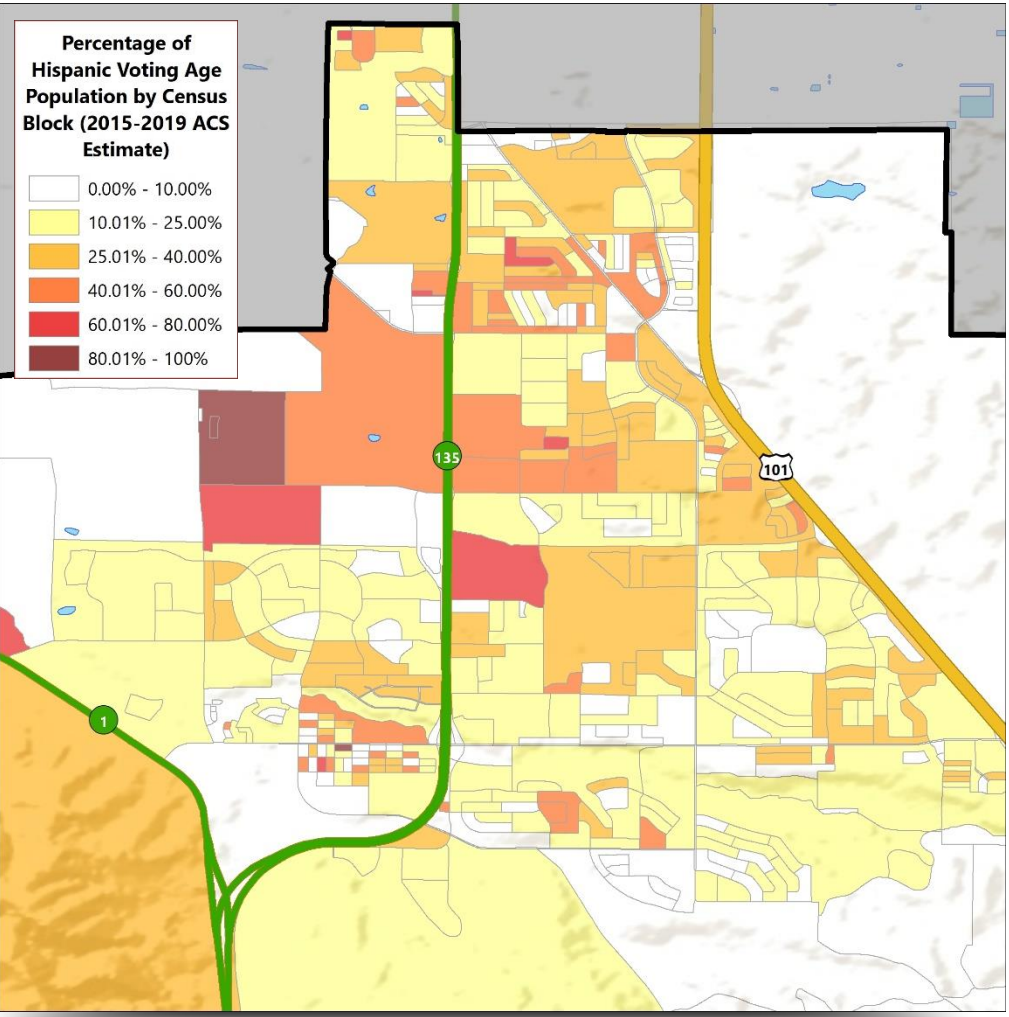 Percentage of
Hispanic Voting Age
Population by Census
Block (2015-2019 ACS
Estimate)
0.00% - 10.00%
10.01% - 25.00%
25.01% - 40.00%
40.01% - 60.00%
60.01% - 80.00%
80.01% - 100%
135
101
1